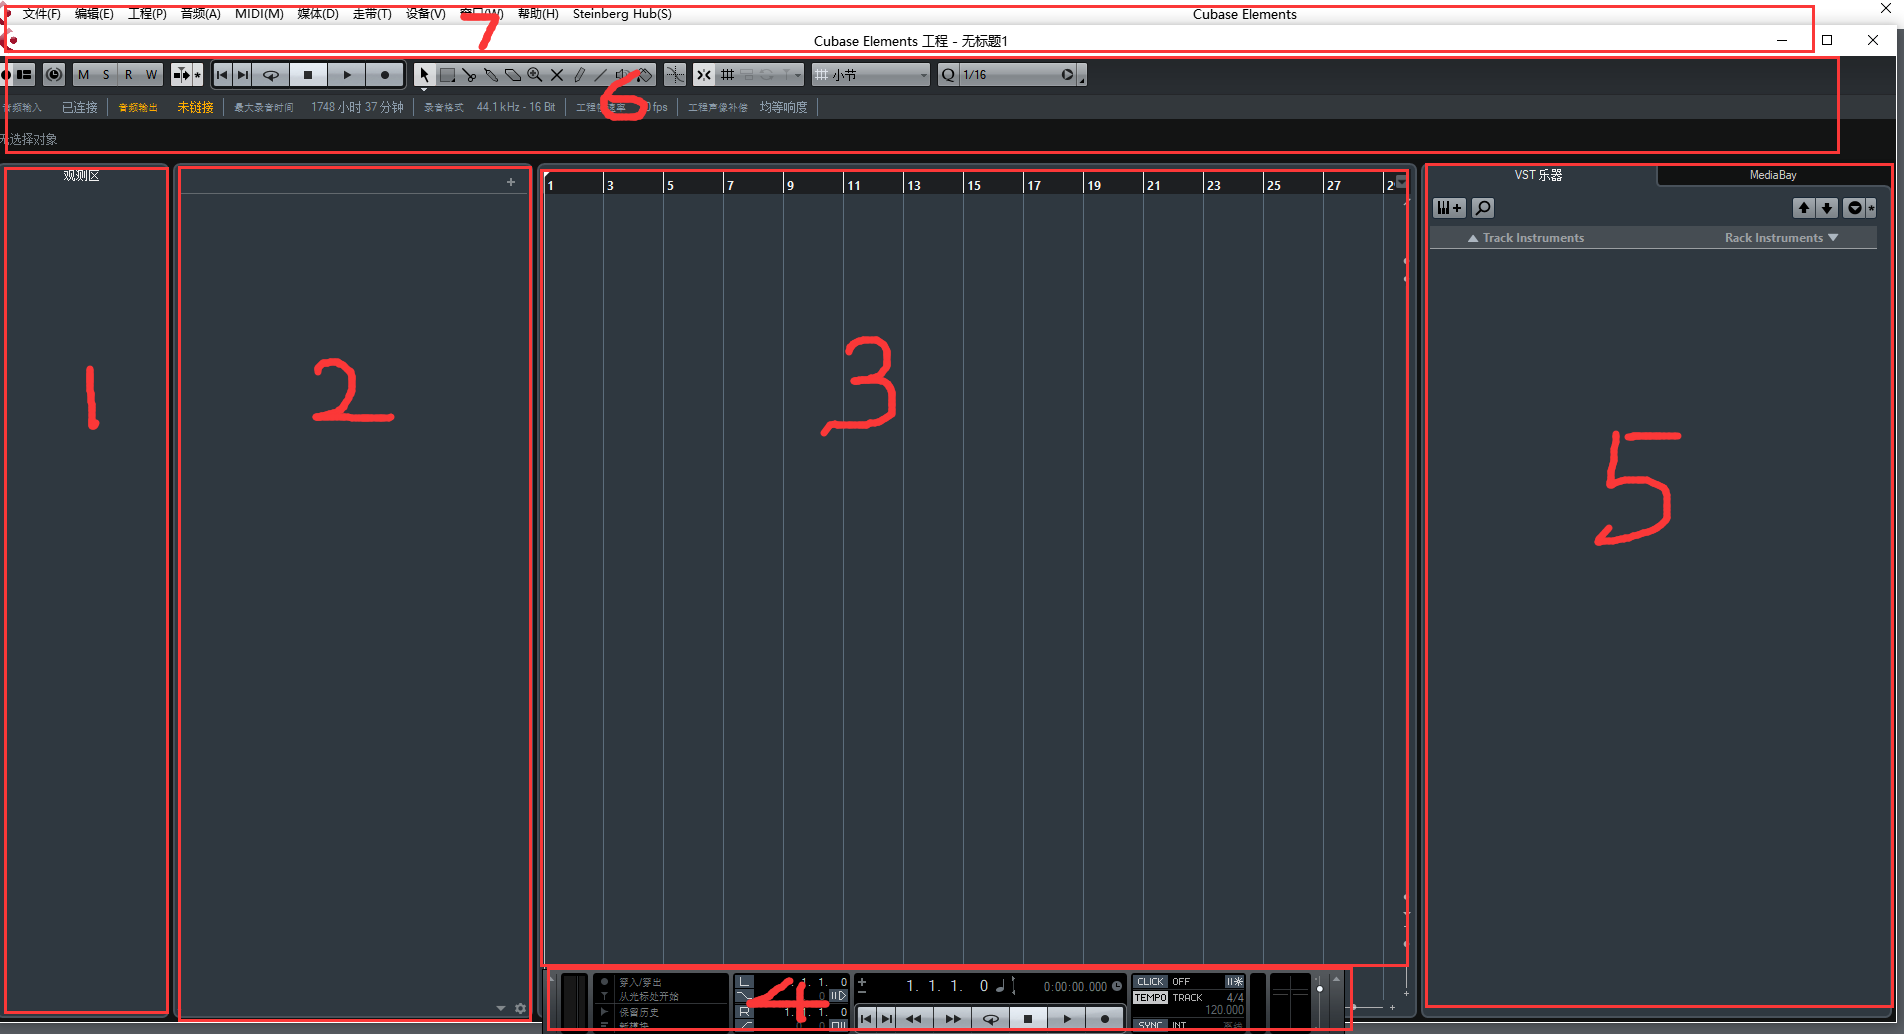 文件(F) 编辑(E) 工程(P) 音频(A) MIDI(M) 媒体(D) 走带(T) 设备(V) 窗口(W) 帮助(H) Steinberg Hub(S) Cubase Elements
7
Cubase Elements 工程 - 无标题1
M S R W 小节 Q 1/16
6
音频输入 已连接 音频输出 未链接 最大录音时间 1748 小时 37 分钟 录音格式 44.1 kHz - 16 Bit 工程 fps 工程声像补偿 均等响度
无选择对象
观测区
1 3 5 7 9 11 13 15 17 19 21 23 25 27 2
VST 乐器 MediaBay
Track Instruments Rack Instruments
1
2
3
5
4
穿入/穿出
从光标处开始
保留历史
L 1. 1. 0
R 1. 1. 1. 0
1. 1. 1. 0 0:00:00.000
CLICK OFF
TEMPO TRACK 4/4
120.000
SYNC INT.